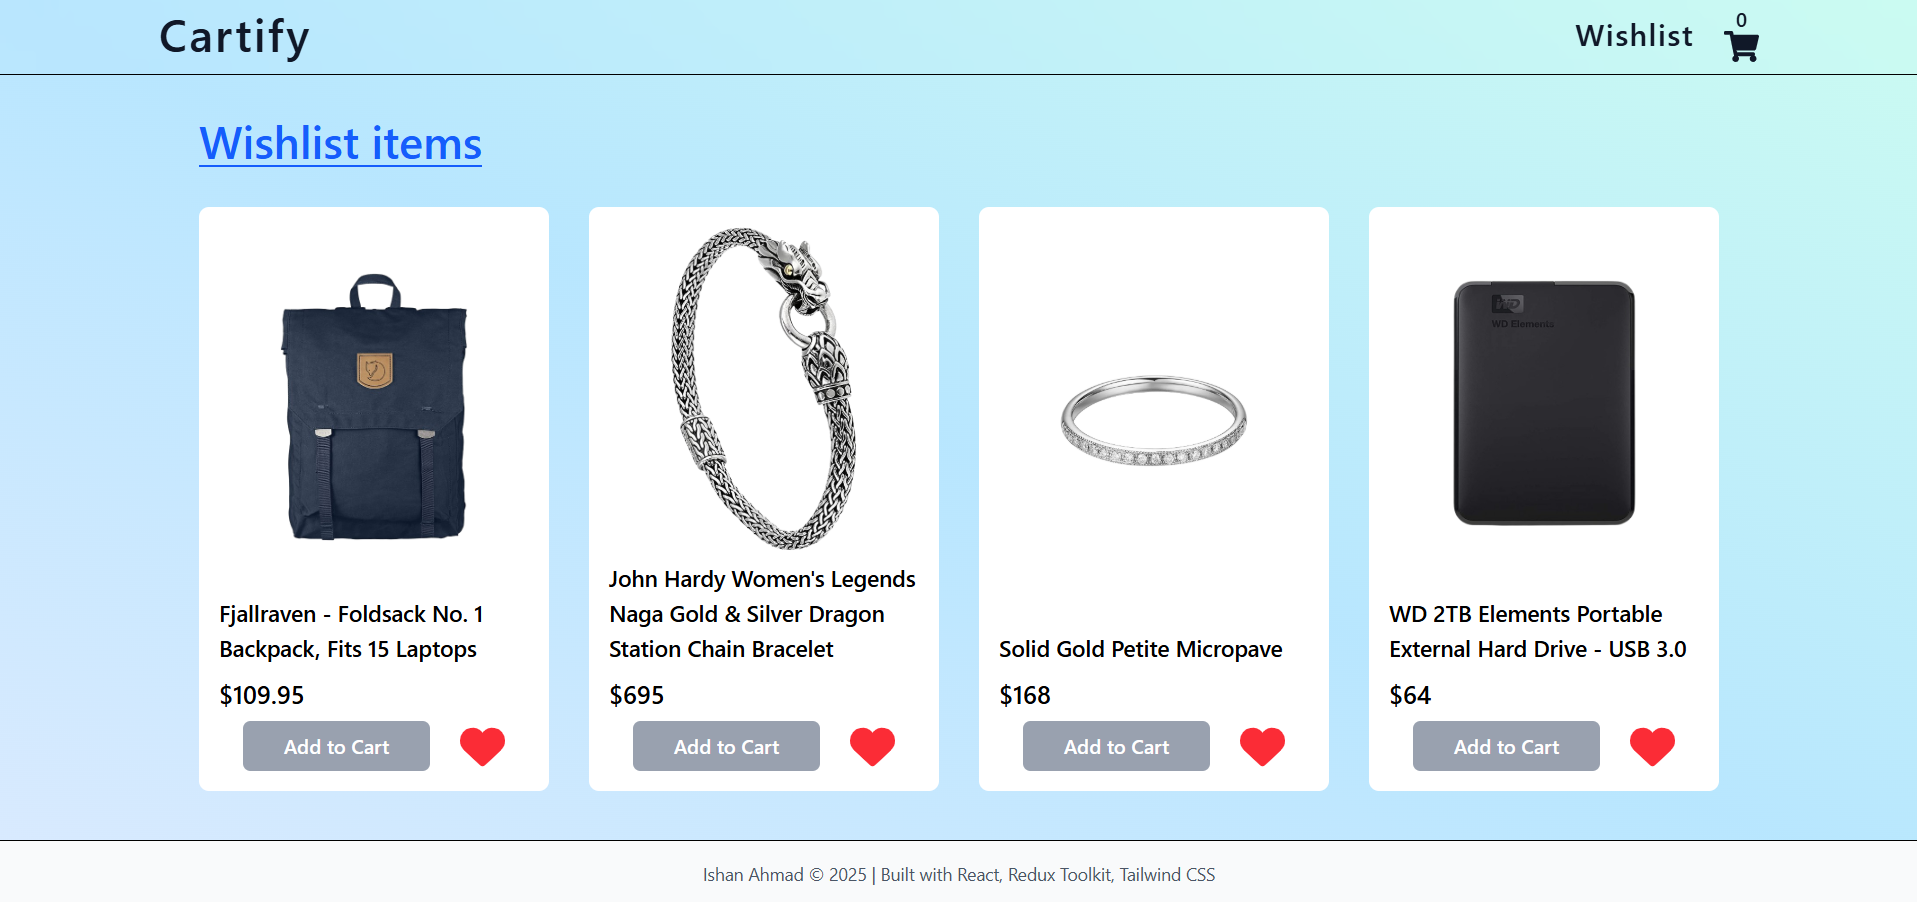 Cartify
Wishlist
0
Wishlist items
Fjallraven - Foldsack No. 1
Backpack, Fits 15 Laptops
$109.95
Add to Cart
John Hardy Women's Legends
Naga Gold & Silver Dragon
Station Chain Bracelet
$695
Add to Cart
Solid Gold Petite Micropave
$168
Add to Cart
WD
WD Elements
WD 2TB Elements Portable
External Hard Drive - USB 3.0
$64
Add to Cart
Ishan Ahmad © 2025 | Built with React, Redux Toolkit, Tailwind CSS